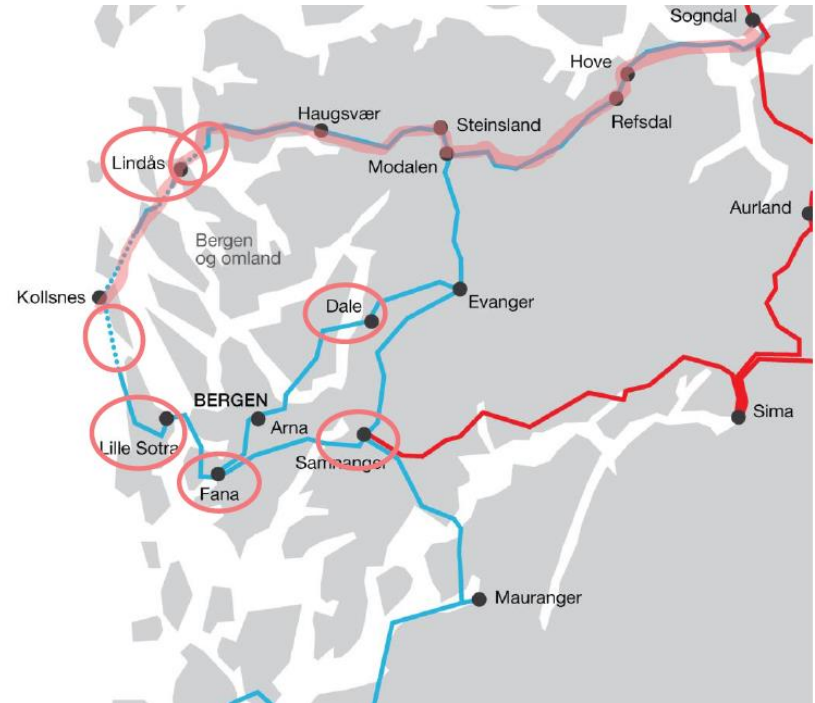 Sogndal
Hove
Haugsvær
Steinsland
Refsdal
Lindås
Modalen
Aurland
Bergen
og omland
Kollsnes
Dale
Evanger
BERGEN
Arna
Sima
Lille Sotra
Samnanger
Fana
Mauranger